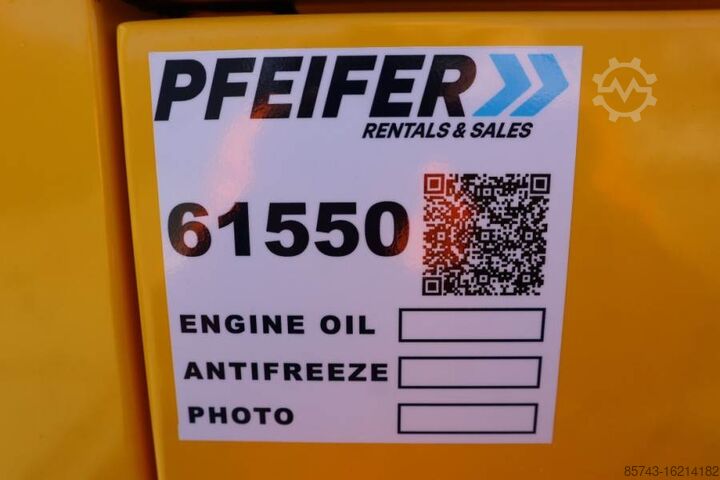 PFEIFER
RENTALS & SALES
61550
ENGINE OIL
ANTIFREEZE
PHOTO
85743-16214182